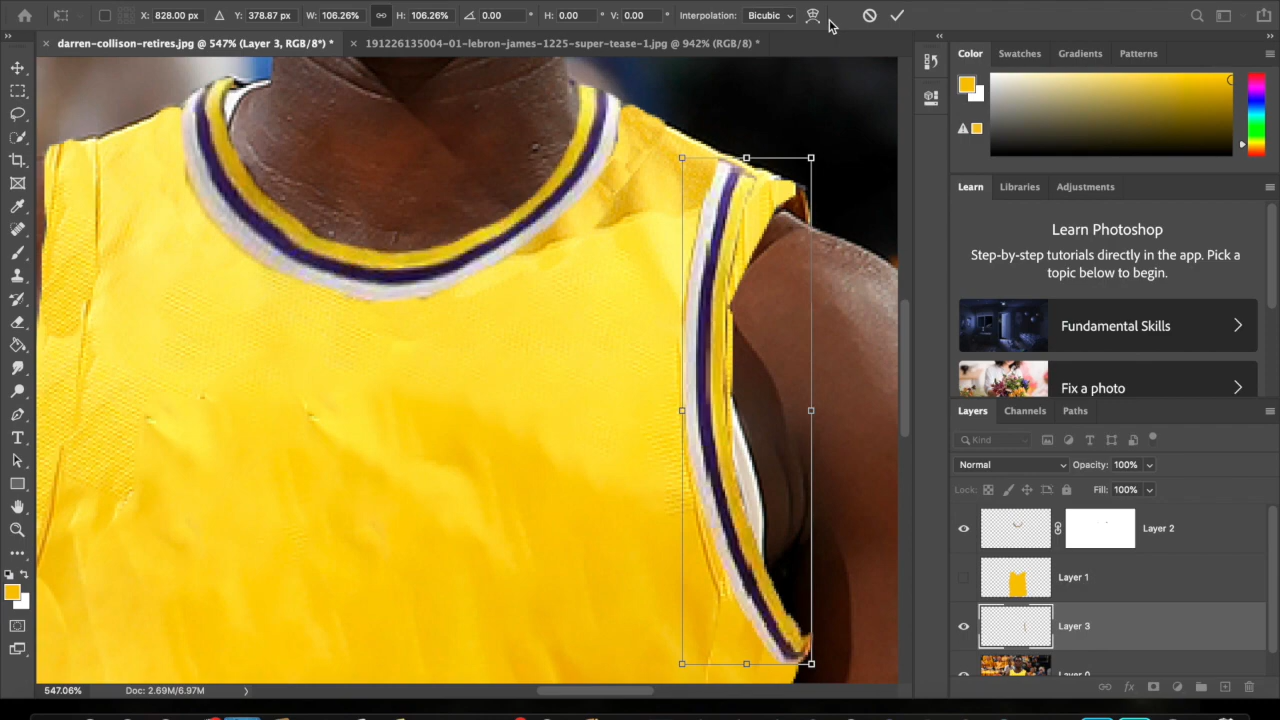 X: 828.00 px Y: 378.87 px W: 106.26% H: 106.26% 0.00 ° H: 0.00 ° V: 0.00 ° Interpolation: Bicubic
× darren-collison-retires.jpg @ 547% (Layer 3, RGB/8*) * × 191226135004-01-lebron-james-1225-super-tease-1.jpg @ 942% (RGB/8) *
Color Swatches Gradients Patterns
Learn Libraries Adjustments
Learn Photoshop
Step-by-step tutorials directly in the app. Pick a
topic below to begin.
Fundamental Skills
Fix a photo
Layers Channels Paths
Kind
Normal Opacity: 100%
Lock: Fill: 100%
Layer 2
Layer 1
Layer 3
Layer 0
547.06% Doc: 2.69M/6.97M